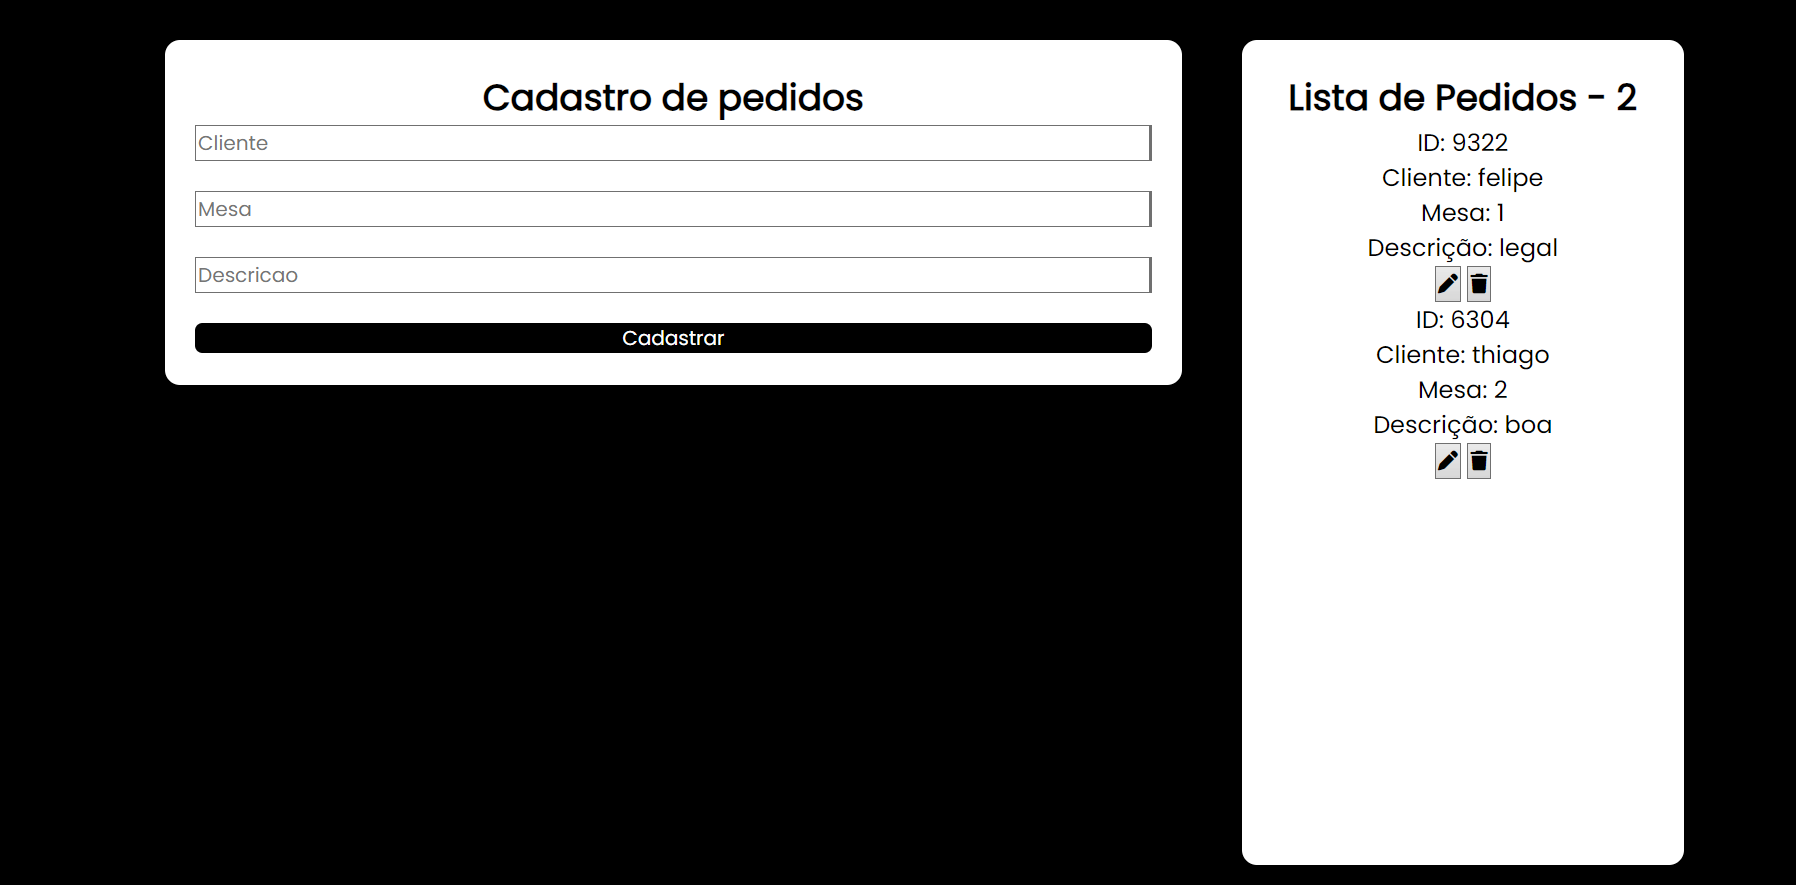 Cadastro de pedidos
Cliente
Mesa
Descricao
Cadastrar
Lista de Pedidos - 2
ID: 9322
Cliente: felipe
Mesa: 1
Descrição: legal
ID: 6304
Cliente: thiago
Mesa: 2
Descrição: boa